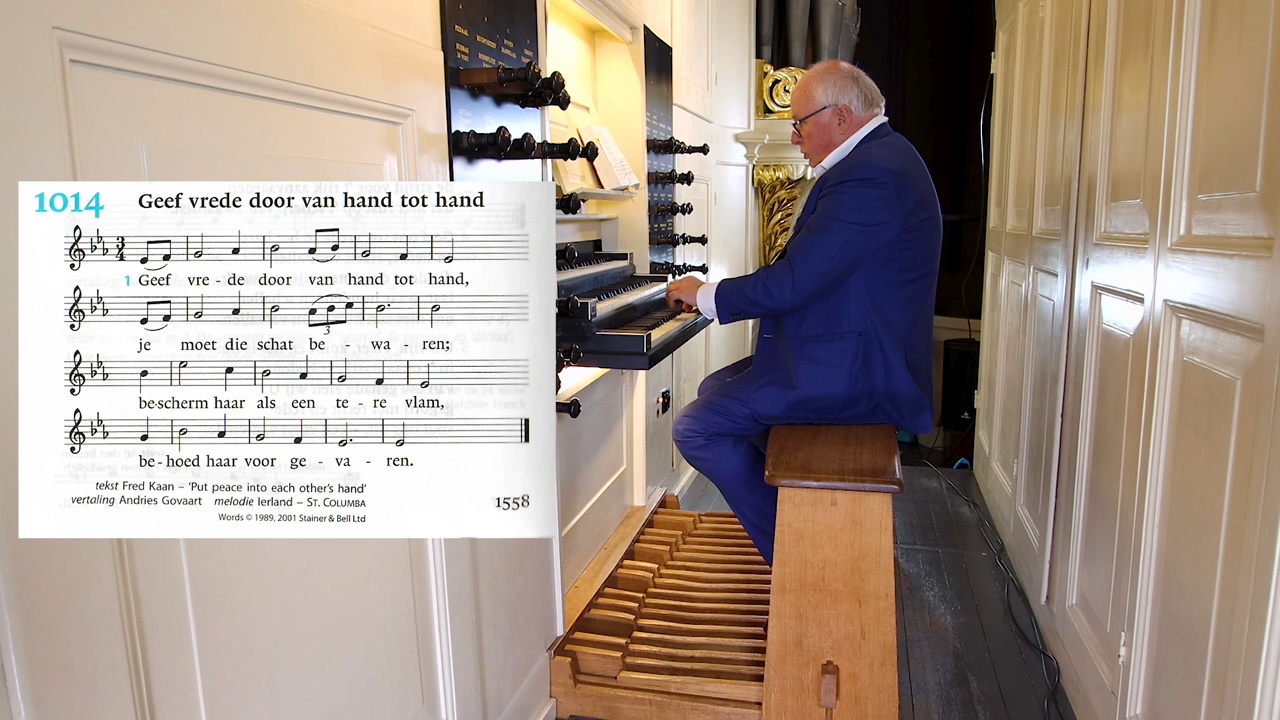 1014 Geef vrede door van hand tot hand
3
4
1 Geef vre - de door van hand tot hand,
3
je moet die schat be - wa - ren;
be-scherm haar als een te - re vlam,
be - hoed haar voor ge - va - ren.
tekst Fred Kaan – ‘Put peace into each other’s hand’
vertaling Andries Govaart melodie Ierland – ST. COLUMBA
1558
Words © 1989, 2001 Stainer & Bell Ltd